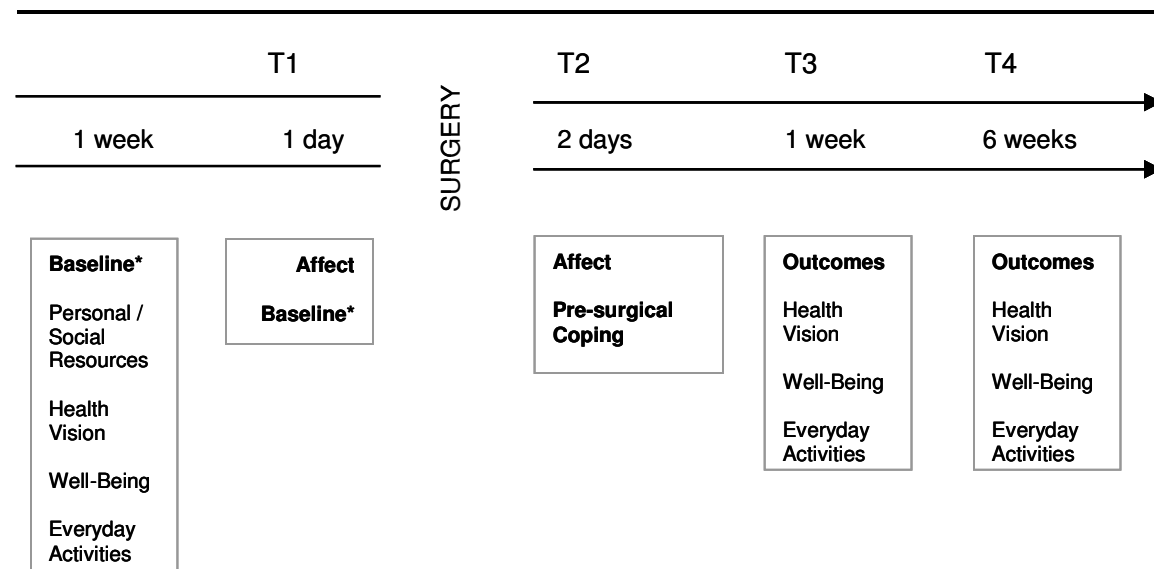 T1
T2
T3
T4
1 week
1 day
SURGERY
2 days
1 week
6 weeks
Baseline*
Personal /
Social
Resources
Health
Vision
Well-Being
Everyday
Activities
Affect
Baseline*
Affect
Pre-surgical
Coping
Outcomes
Health
Vision
Well-Being
Everyday
Activities
Outcomes
Health
Vision
Well-Being
Everyday
Activities